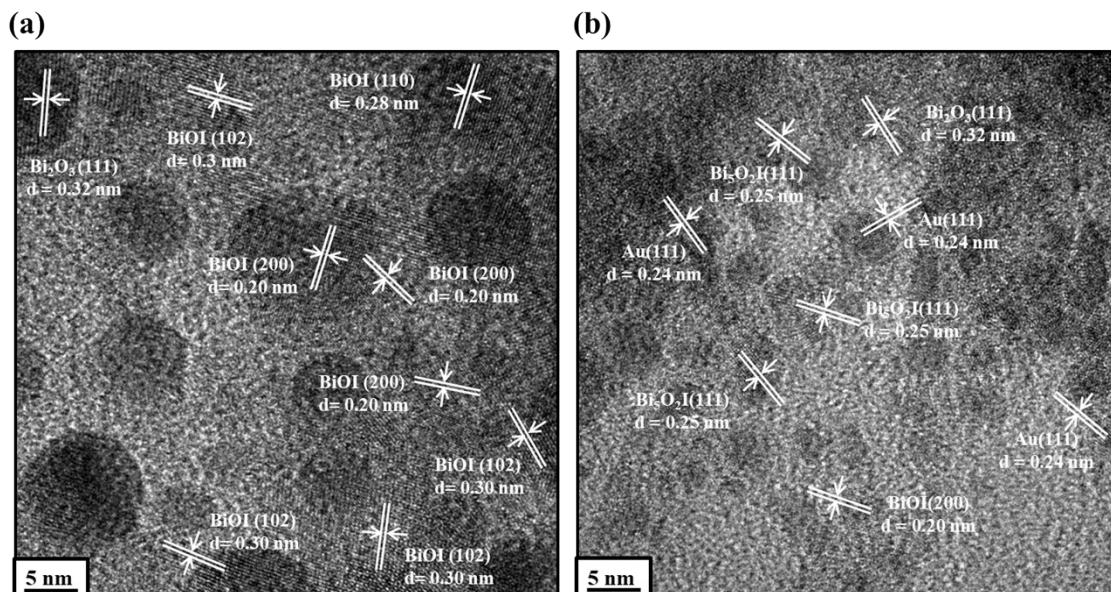 (a)
BiOI (110)
d= 0.28 nm
BiOI (102)
d= 0.3 nm
Bi₂O₃(111)
d = 0.32 nm
BiOI (200)
d= 0.20 nm
BiOI (200)
d= 0.20 nm
BiOI (200)
d= 0.20 nm
BiOI (102)
d= 0.30 nm
BiOI (102)
d= 0.30 nm
BiOI (102)
d= 0.30 nm
5 nm
(b)
Bi₂O₃(111)
d = 0.32 nm
Bi₅O₇I(111)
d = 0.25 nm
Au(111)
d = 0.24 nm
Au(111)
d = 0.24 nm
Bi₅O₇I(111)
d = 0.25 nm
Bi₅O₇I(111)
d = 0.25 nm
Au(111)
d = 0.24 nm
BiOI(200)
d = 0.20 nm
5 nm